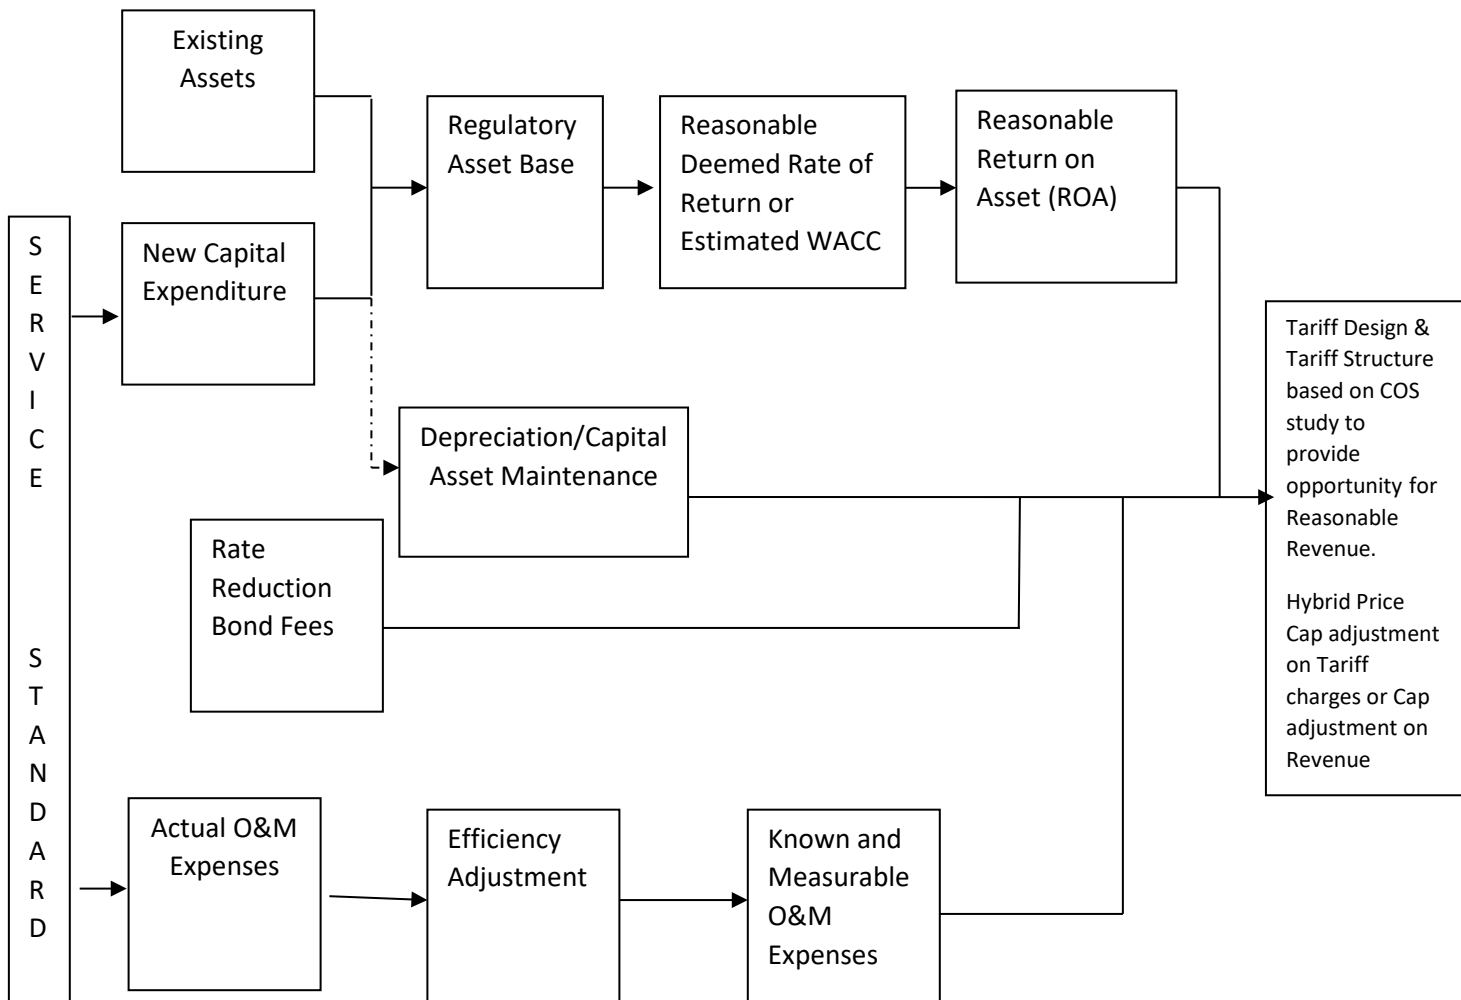 Existing
Assets
Regulatory
Asset Base
Reasonable
Deemed Rate of
Return or
Estimated WACC
Reasonable
Return on
Asset (ROA)
S
E
R
V
I
C
E
S
T
A
N
D
A
R
D
New Capital
Expenditure
Depreciation/Capital
Asset Maintenance
Rate
Reduction
Bond Fees
Actual O&M
Expenses
Efficiency
Adjustment
Known and
Measurable
O&M
Expenses
Tariff Design &
Tariff Structure
based on COS
study to
provide
opportunity for
Reasonable
Revenue.
Hybrid Price
Cap adjustment
on Tariff
charges or Cap
adjustment on
Revenue